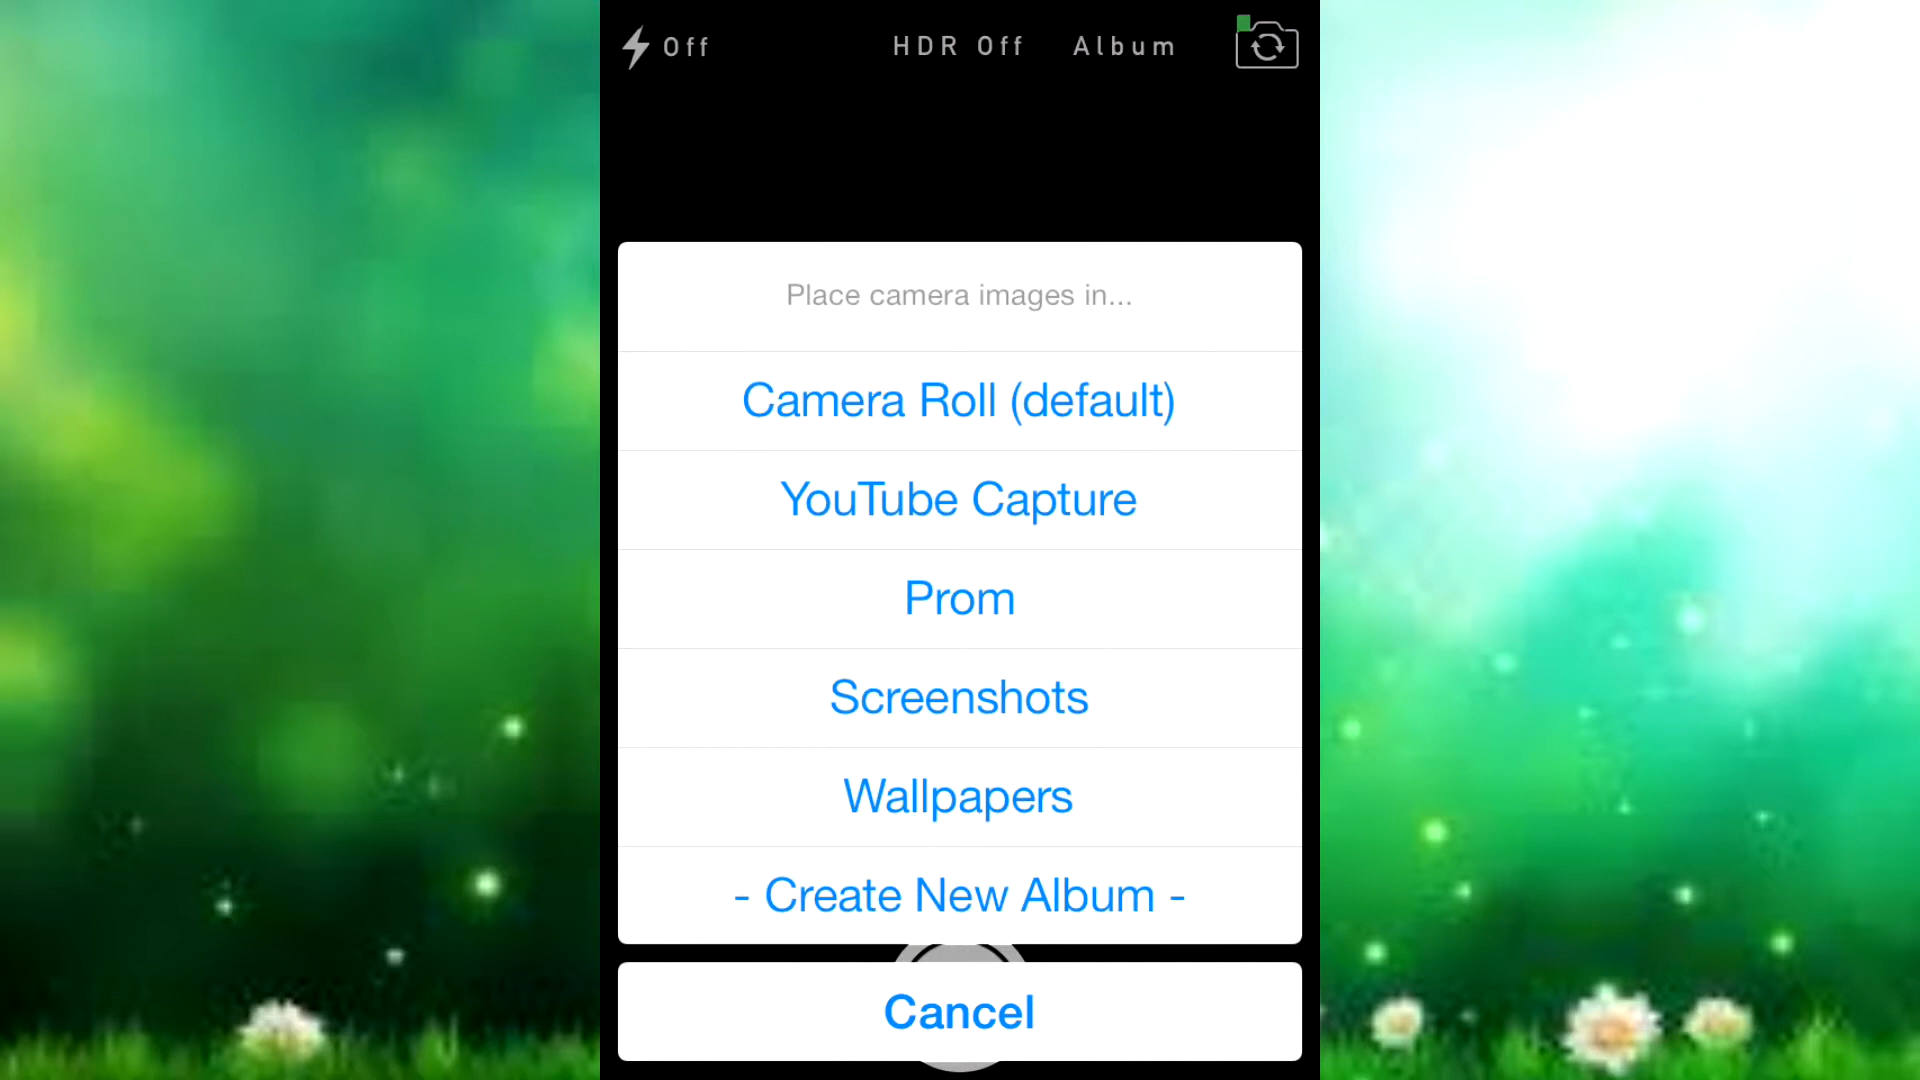 Off HDR Off Album
Place camera images in...
Camera Roll (default)
YouTube Capture
Prom
Screenshots
Wallpapers
- Create New Album -
Cancel